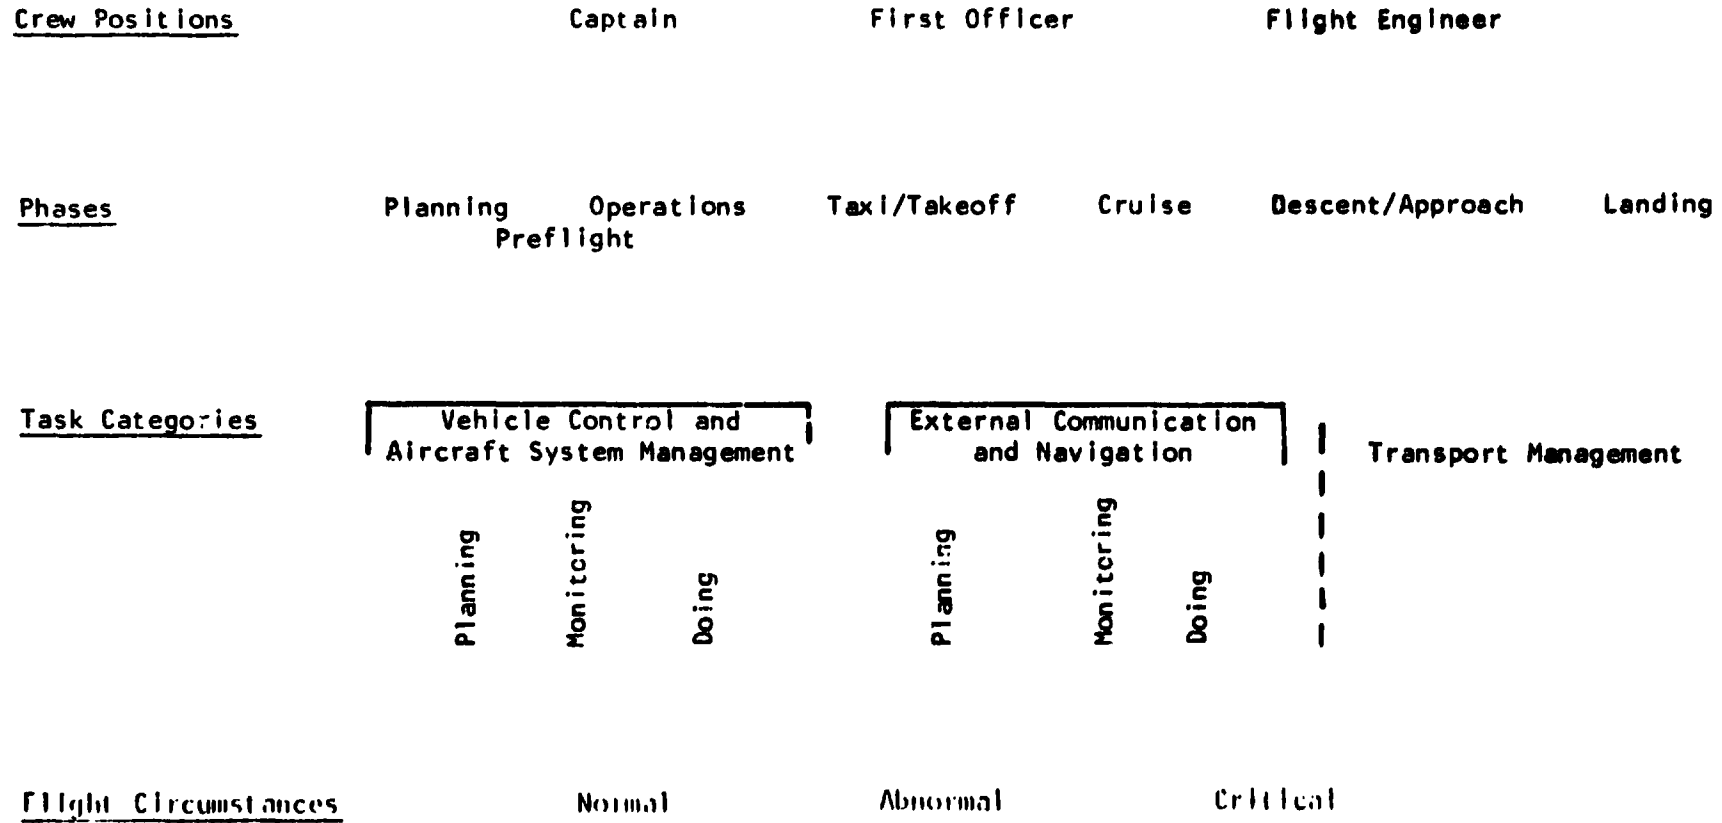 Crew Positions Captain First Officer Flight Engineer
Phases Planning Operations Taxi/Takeoff Cruise Descent/Approach Landing
Preflight
Task Categories Vehicle Control and External Communication
Aircraft System Management and Navigation Transport Management
Planning Monitoring Doing Planning Monitoring Doing
Flight Circumstances Normal Abnormal Critical